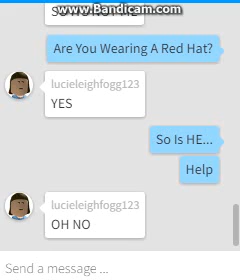 www.Bandicam.com
Are You Wearing A Red Hat?
lucieleighfogg123
YES
So Is HE...
Help
lucieleighfogg123
OH NO
Send a message ...